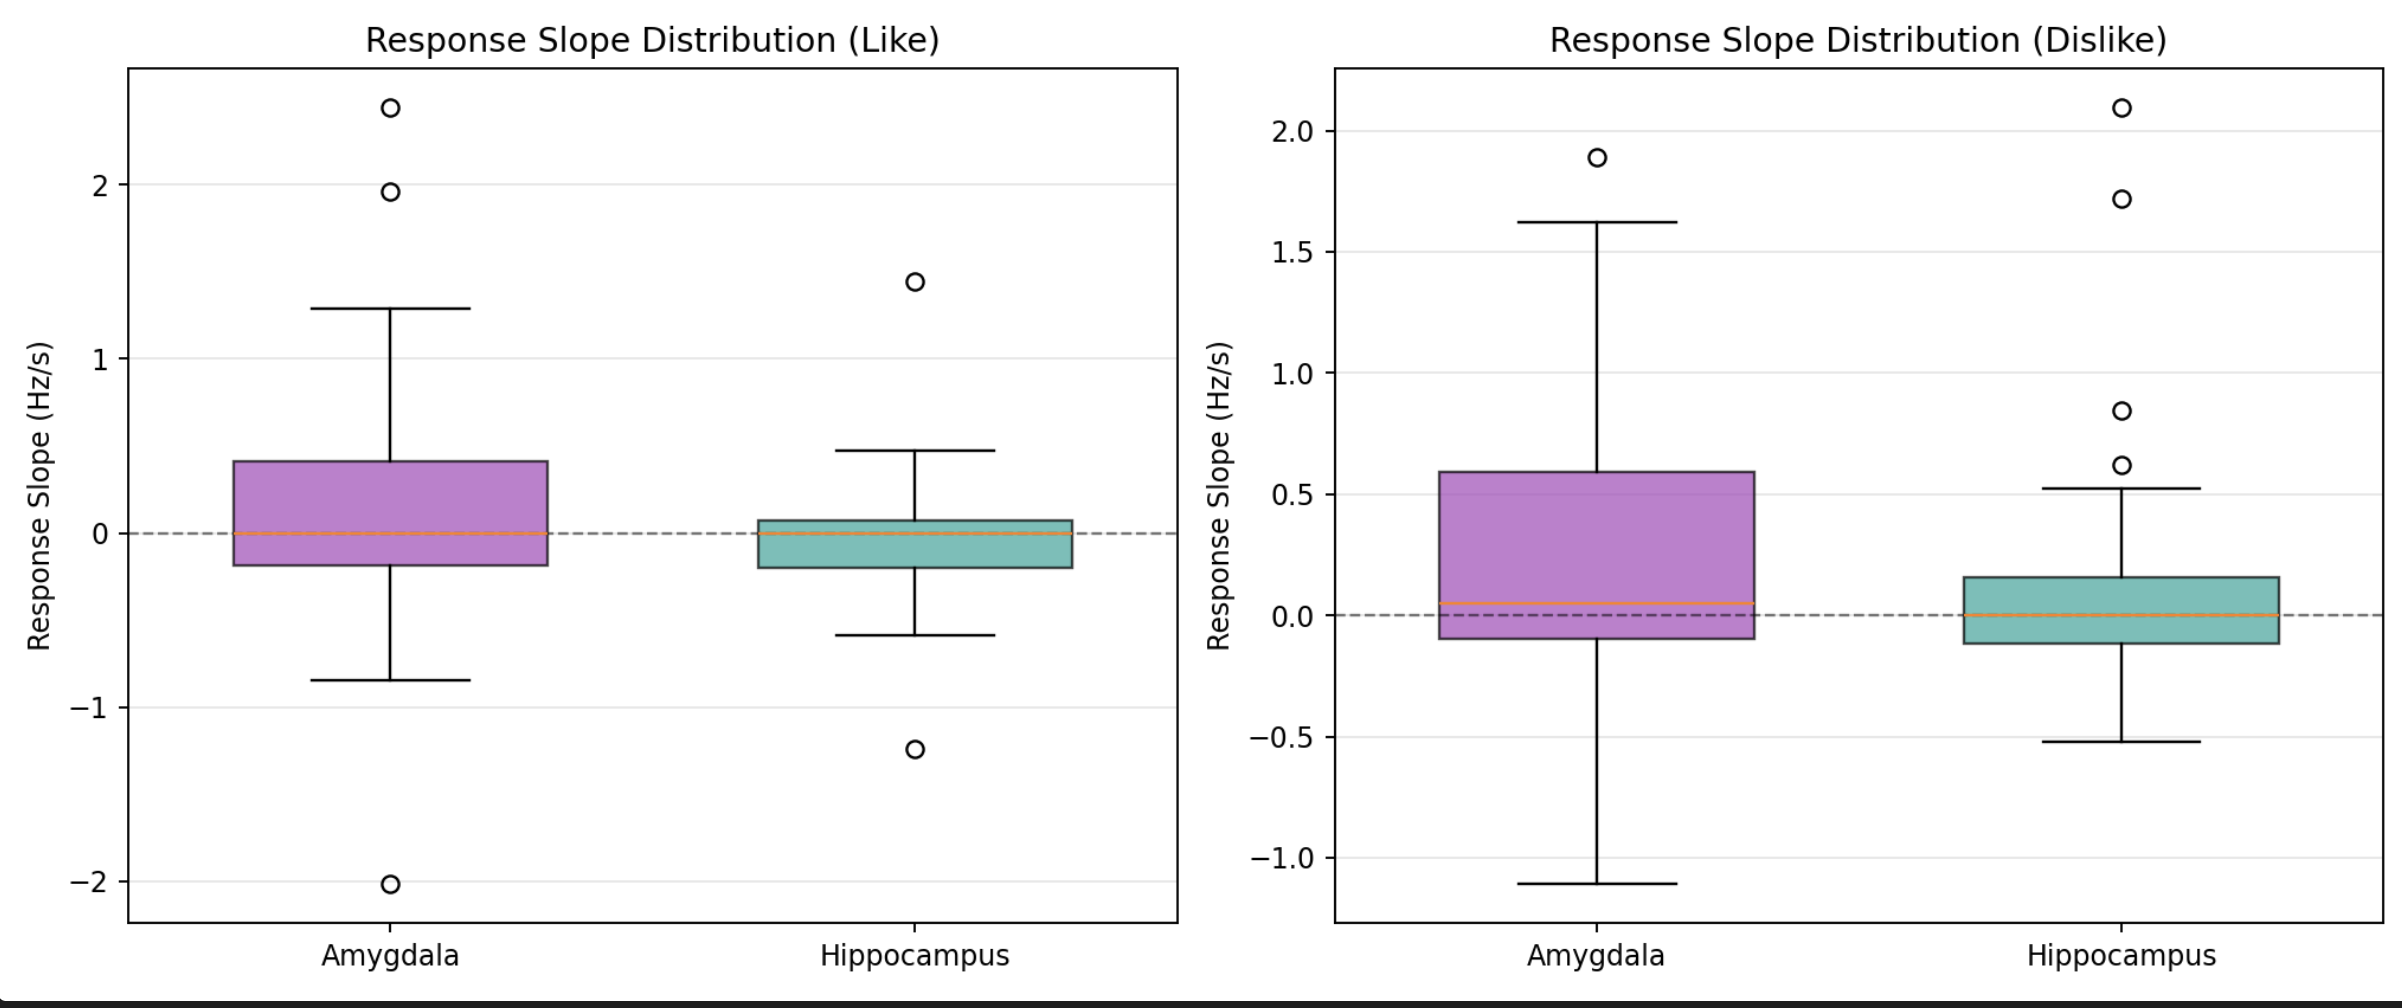 Response Slope Distribution (Like)
Response Slope (Hz/s)
2
1
0
−1
−2
Amygdala
Hippocampus
Response Slope Distribution (Dislike)
Response Slope (Hz/s)
2.0
1.5
1.0
0.5
0.0
−0.5
−1.0
Amygdala
Hippocampus